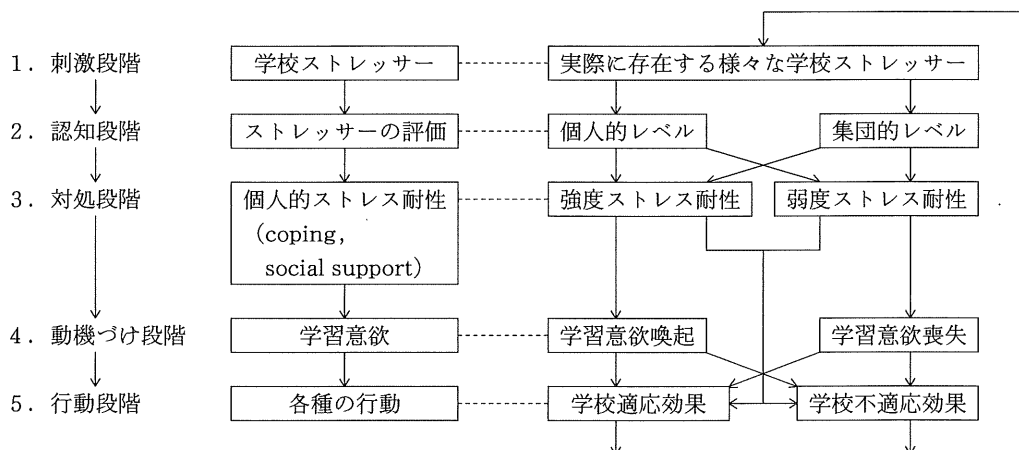 1．刺激段階 学校ストレッサー 実際に存在する様々な学校ストレッサー
2．認知段階 ストレッサーの評価 個人的レベル 集団的レベル
3．対処段階 個人的ストレス耐性 強度ストレス耐性 弱度ストレス耐性
（coping，
social support）
4．動機づけ段階 学習意欲 学習意欲喚起 学習意欲喪失
5．行動段階 各種の行動 学校適応効果 学校不適応効果